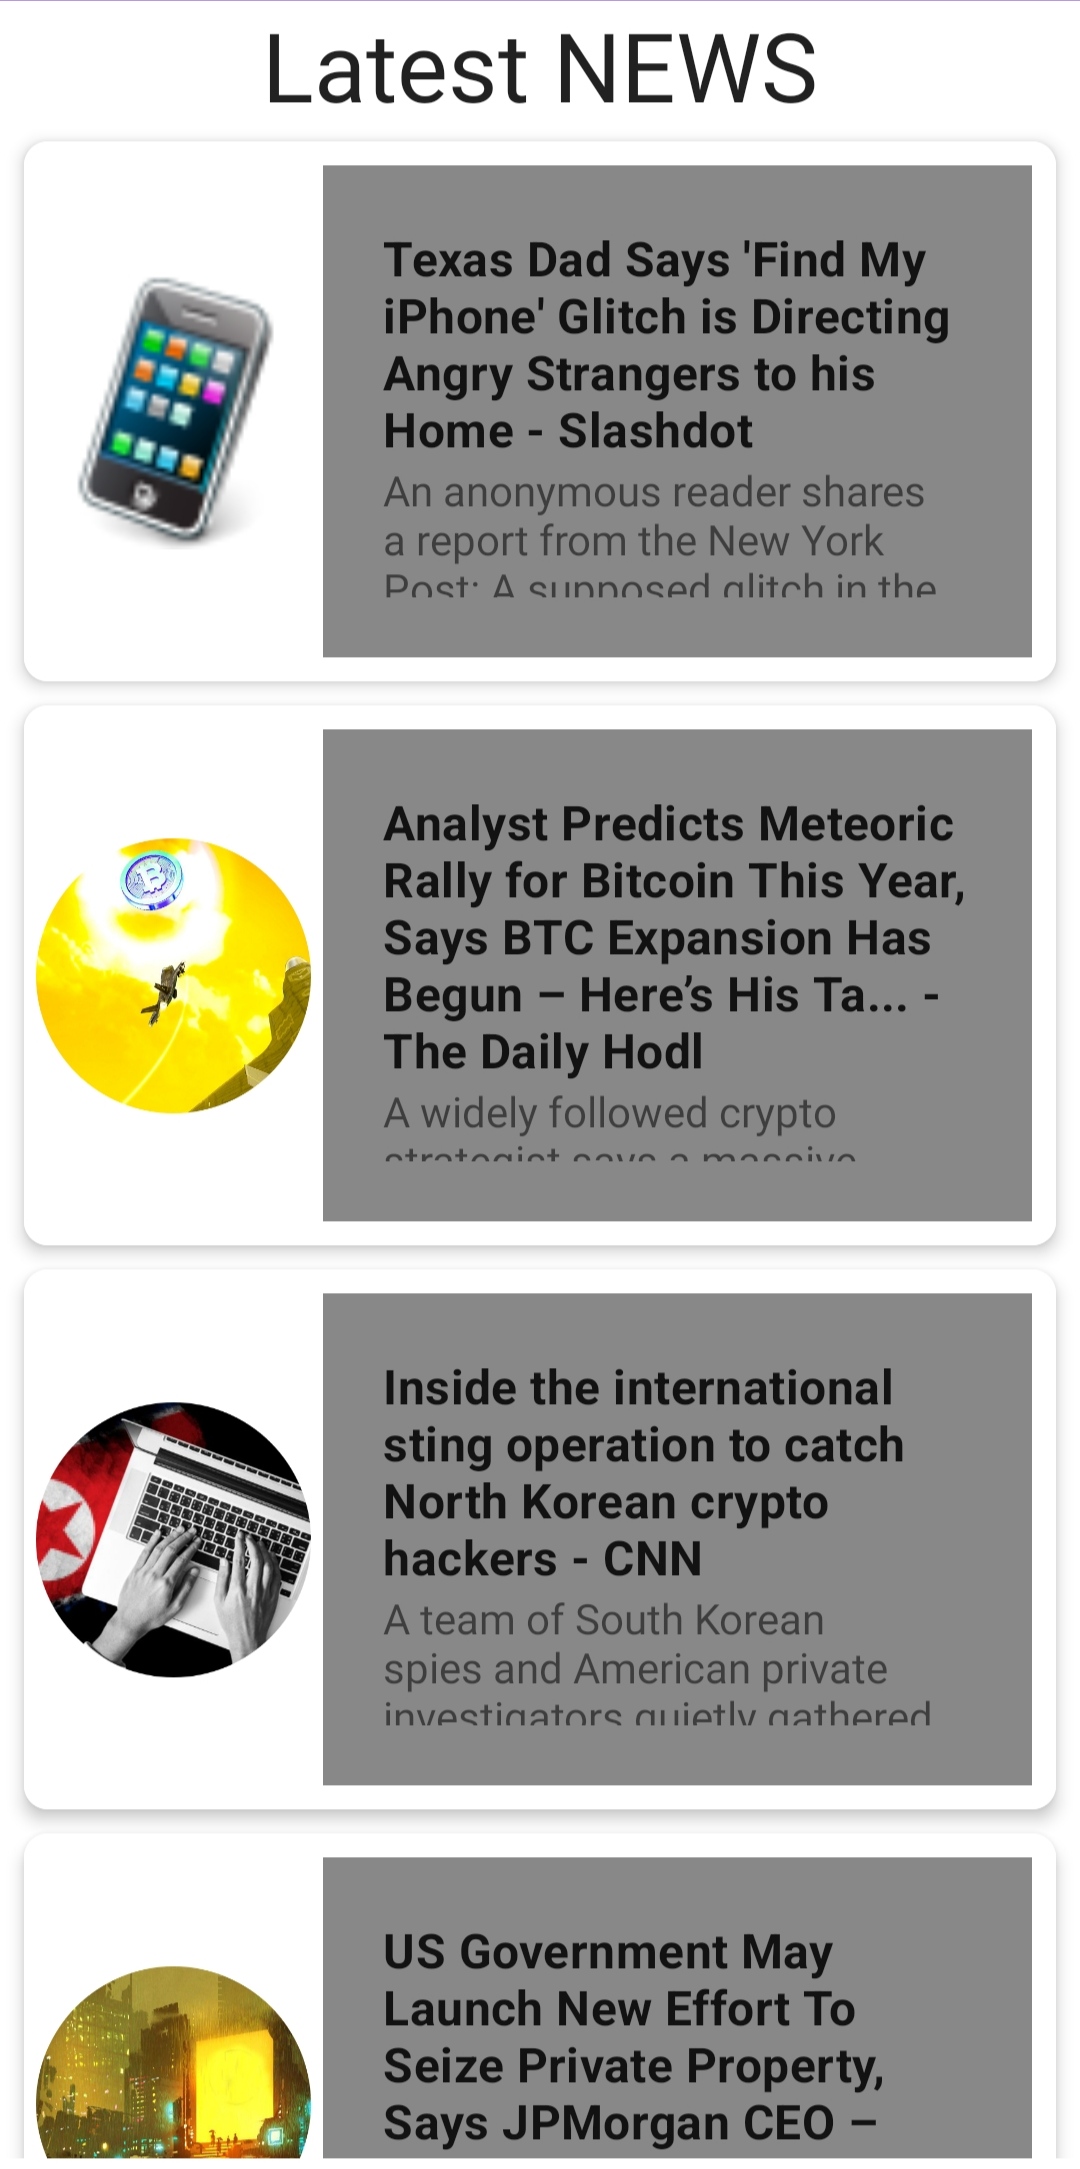 Latest NEWS
Texas Dad Says 'Find My
iPhone' Glitch is Directing
Angry Strangers to his
Home - Slashdot
An anonymous reader shares
a report from the New York
Post: A supposed glitch in the
Analyst Predicts Meteoric
Rally for Bitcoin This Year,
Says BTC Expansion Has
Begun – Here’s His Ta... -
The Daily Hodl
A widely followed crypto
strategist says a massive
Inside the international
sting operation to catch
North Korean crypto
hackers - CNN
A team of South Korean
spies and American private
investigators quietly gathered
US Government May
Launch New Effort To
Seize Private Property,
Says JPMorgan CEO –